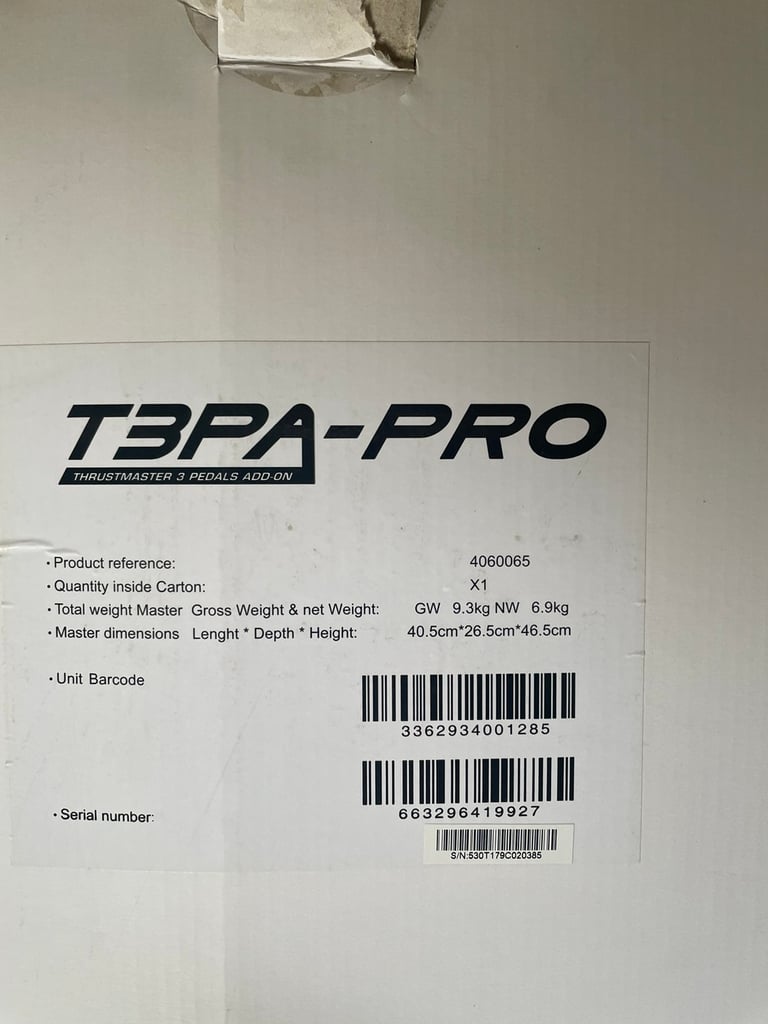 T3PA-PRO
THRUSTMASTER 3 PEDALS ADD-ON
• Product reference: 4060065
• Quantity inside Carton: X1
• Total weight Master Gross Weight & net Weight: GW 9.3kg NW 6.9kg
• Master dimensions Lenght * Depth * Height: 40.5cm*26.5cm*46.5cm
• Unit Barcode
3362934001285
663296419927
• Serial number:
S/N:530T179C020385